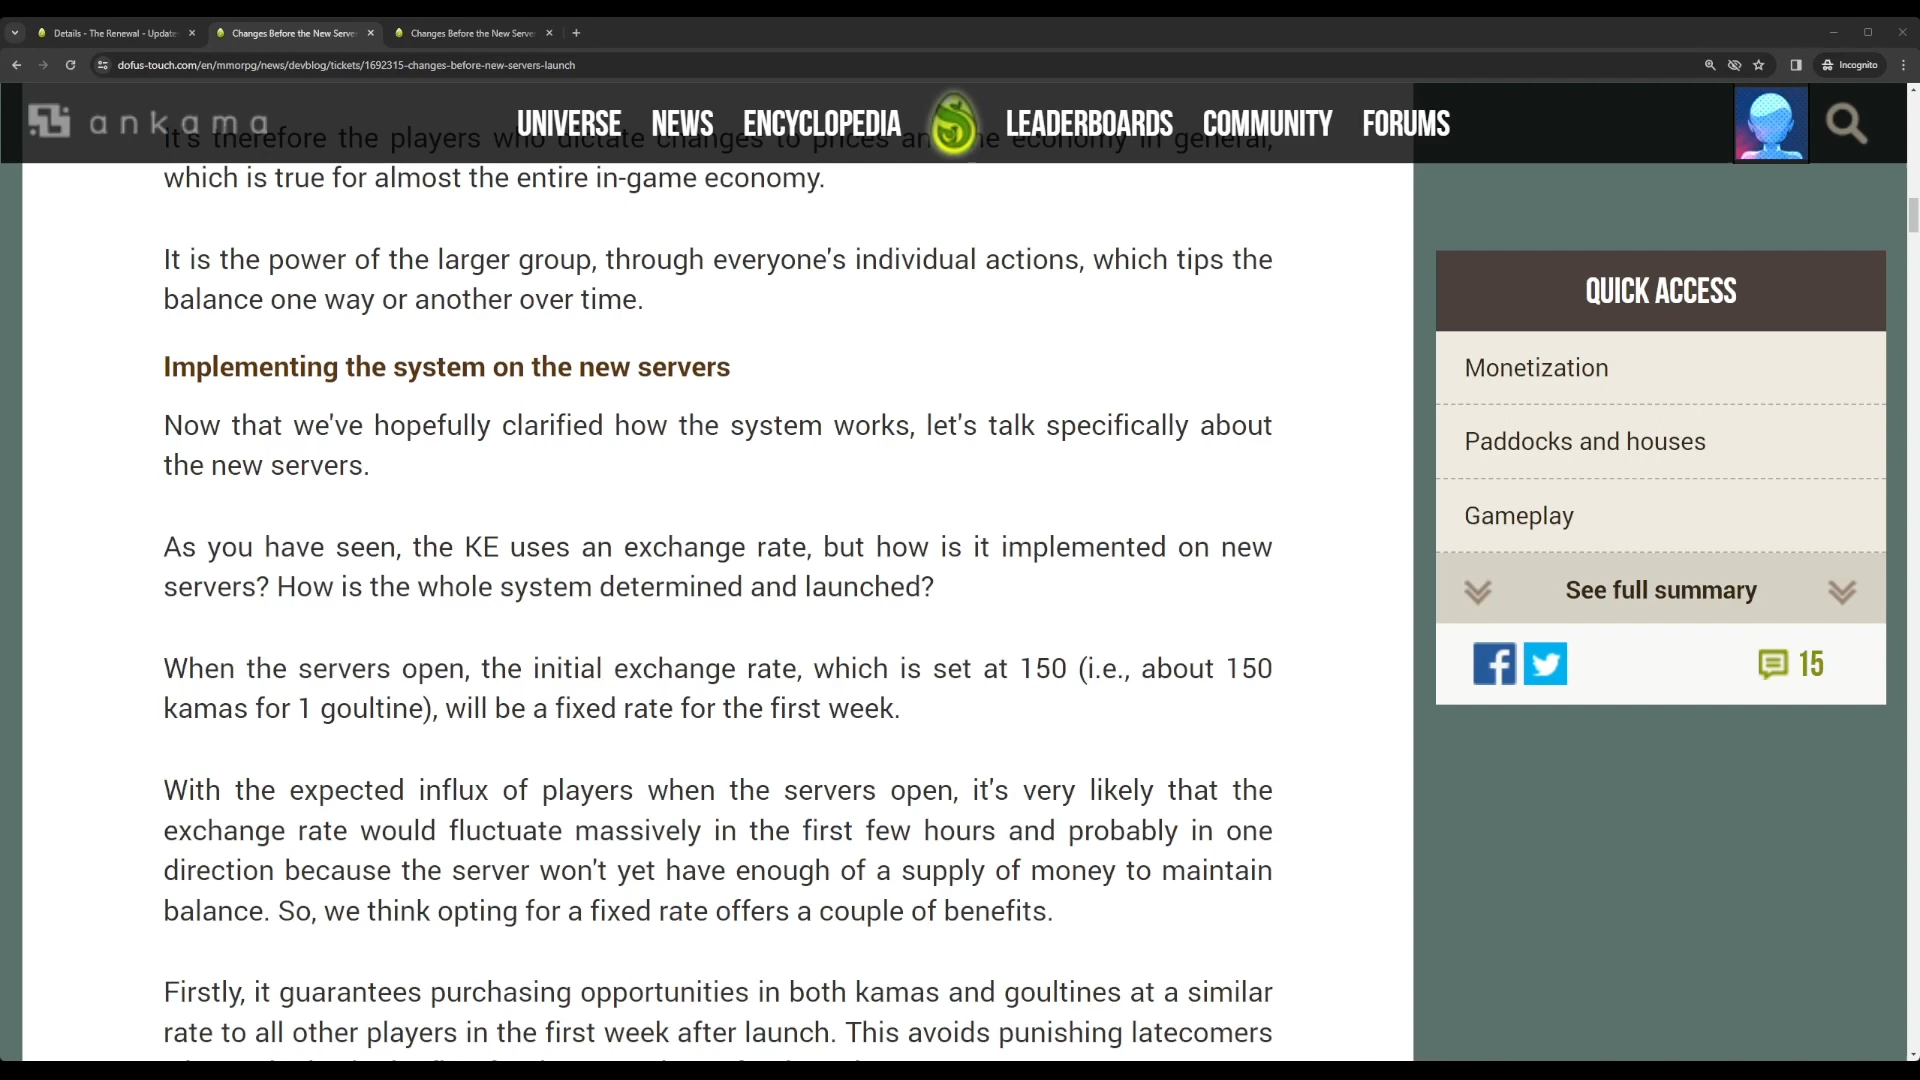 Details - The Renewal - Update
Changes Before the New Serve
Changes Before the New Server
dofus-touch.com/en/mmorpg/news/devblog/tickets/1692315-changes-before-new-servers-launch
Incognito
ankama
UNIVERSE NEWS ENCYCLOPEDIA LEADERBOARDS COMMUNITY FORUMS
It's therefore the players who dictate changes to prices an e economy in general,
which is true for almost the entire in-game economy.
It is the power of the larger group, through everyone's individual actions, which tips the
balance one way or another over time.
Implementing the system on the new servers
Now that we've hopefully clarified how the system works, let's talk specifically about
the new servers.
As you have seen, the KE uses an exchange rate, but how is it implemented on new
servers? How is the whole system determined and launched?
When the servers open, the initial exchange rate, which is set at 150 (i.e., about 150
kamas for 1 goultine), will be a fixed rate for the first week.
With the expected influx of players when the servers open, it's very likely that the
exchange rate would fluctuate massively in the first few hours and probably in one
direction because the server won't yet have enough of a supply of money to maintain
balance. So, we think opting for a fixed rate offers a couple of benefits.
Firstly, it guarantees purchasing opportunities in both kamas and goultines at a similar
rate to all other players in the first week after launch. This avoids punishing latecomers
QUICK ACCESS
Monetization
Paddocks and houses
Gameplay
See full summary
15